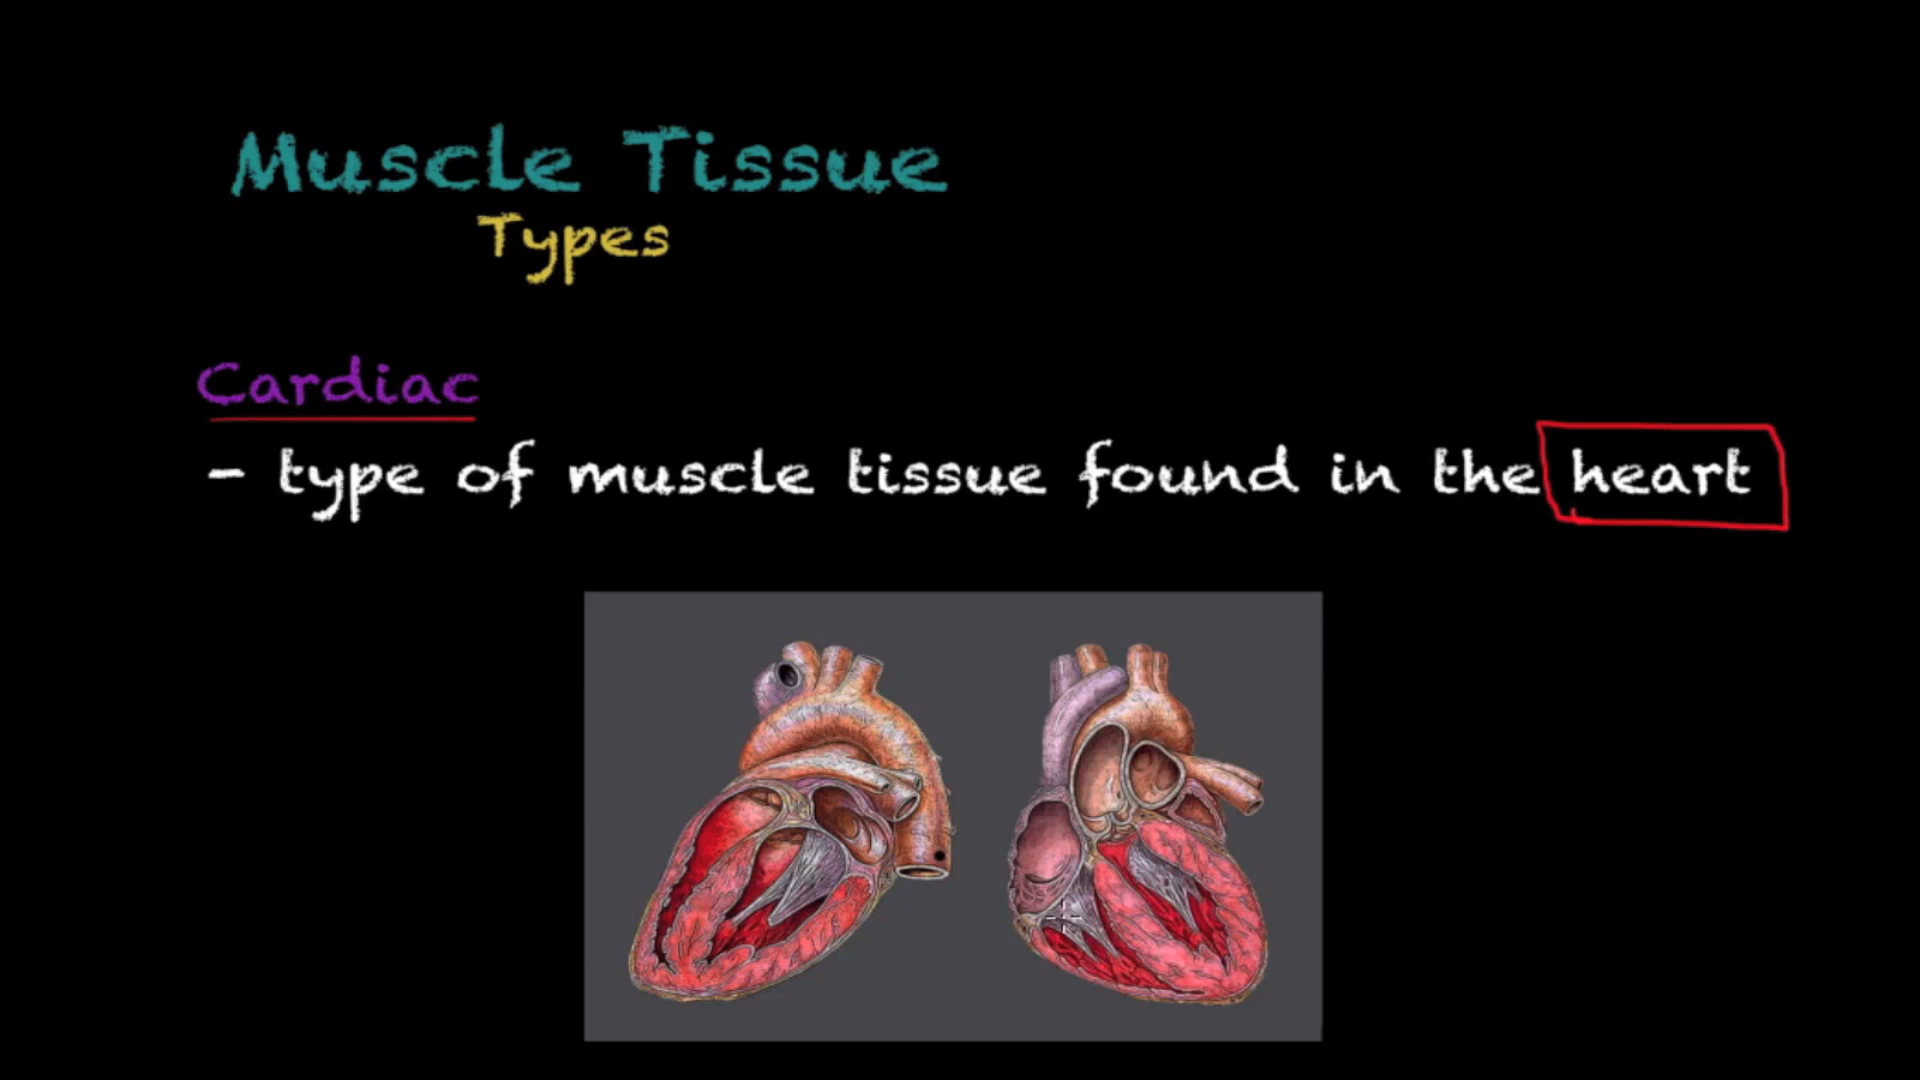 Muscle Tissue
Types
Cardiac
- type of muscle tissue found in the heart